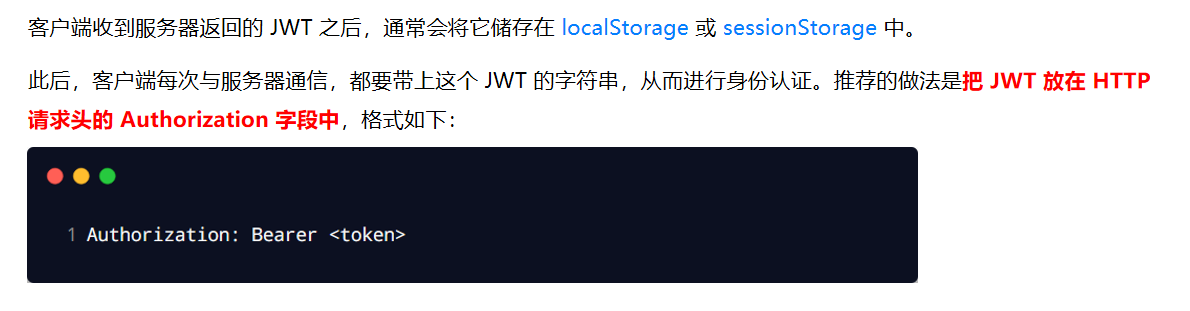 客户端收到服务器返回的 JWT 之后，通常会将它储存在 localStorage 或 sessionStorage 中。
此后，客户端每次与服务器通信，都要带上这个 JWT 的字符串，从而进行身份认证。推荐的做法是把 JWT 放在 HTTP
请求头的 Authorization 字段中，格式如下：
1 Authorization: Bearer <token>